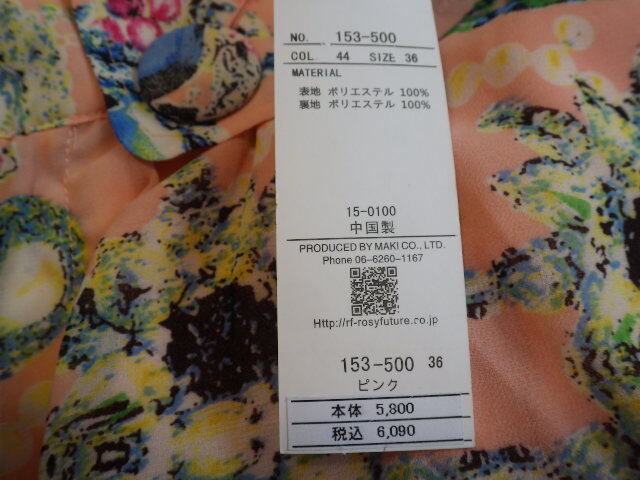 NO. 153-500
COL 44 SIZE 36
MATERIAL
表地 ポリエステル 100%
裏地 ポリエステル 100%
15-0100
中国製
PRODUCED BY MAKI CO., LTD.
Phone 06-6260-1167
Http://rf-rosyfuture.co.jp
153-500 36
ピンク
本体 5,800
税込 6,090